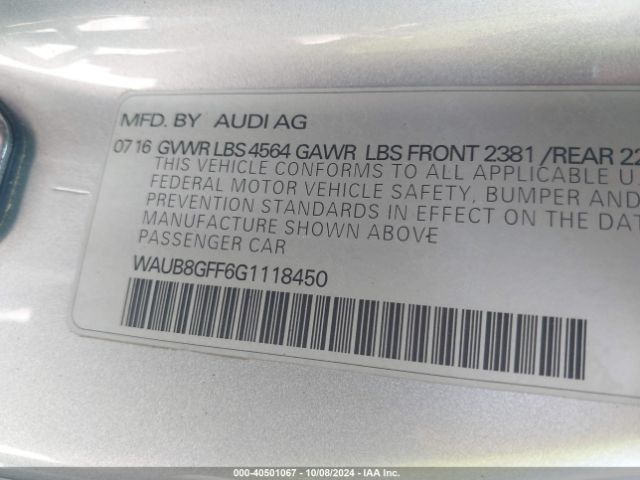 MFD. BY AUDI AG
07 16 GVWR LBS 4564 GAWR LBS FRONT 2381 /REAR 22
THIS VEHICLE CONFORMS TO ALL APPLICABLE U.
FEDERAL MOTOR VEHICLE SAFETY, BUMPER AND
PREVENTION STANDARDS IN EFFECT ON THE DAT
MANUFACTURE SHOWN ABOVE
PASSENGER CAR
WAUB8GFF6G1118450
000-40501067 - 10/08/2024 - IAA Inc.